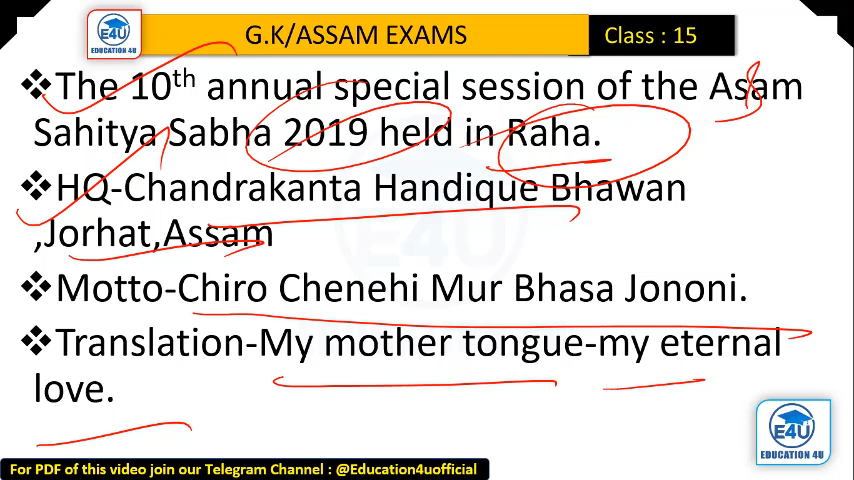 E4U
EDUCATION 4U
G.K/ASSAM EXAMS
Class : 15
❖The 10th annual special session of the Asam
Sahitya Sabha 2019 held in Raha.
❖HQ-Chandrakanta Handique Bhawan
,Jorhat,Assam
❖Motto-Chiro Chenehi Mur Bhasa Jononi.
❖Translation-My mother tongue-my eternal
love.
E4U
EDUCATION 4U
For PDF of this video join our Telegram Channel : @Education4uofficial